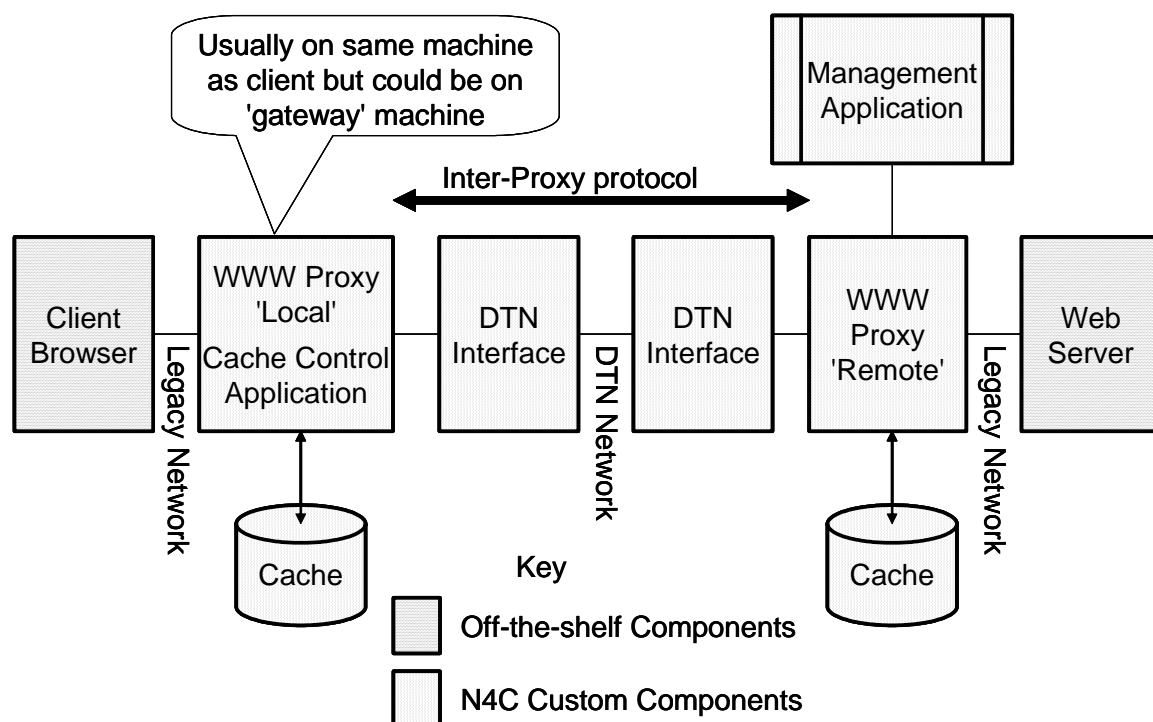 Usually on same machine
as client but could be on
'gateway' machine
Management
Application
Inter-Proxy protocol
Client
Browser
Legacy Network
WWW Proxy
'Local'
Cache Control
Application
DTN
Interface
DTN Network
DTN
Interface
WWW
Proxy
'Remote'
Legacy Network
Web
Server
Cache
Cache
Key
Off-the-shelf Components
N4C Custom Components